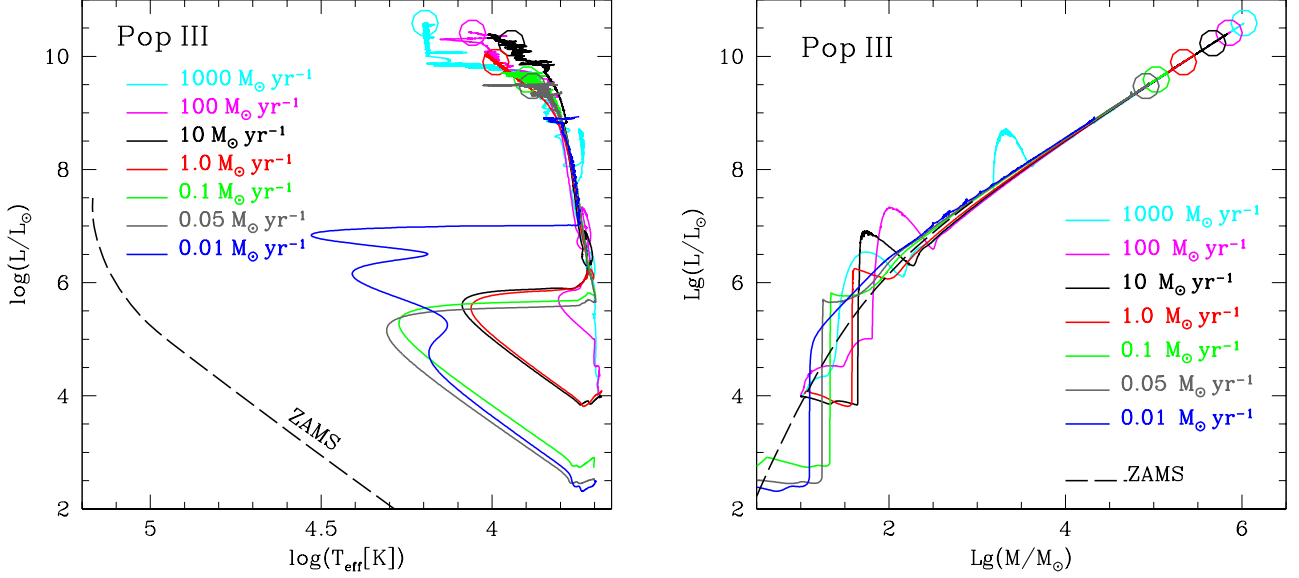 Pop III
1000 M⊙ yr⁻¹
100 M⊙ yr⁻¹
10 M⊙ yr⁻¹
1.0 M⊙ yr⁻¹
0.1 M⊙ yr⁻¹
0.05 M⊙ yr⁻¹
0.01 M⊙ yr⁻¹
ZAMS
10
8
6
4
2
log(L/L⊙)
5
4.5
4
log(T_eff[K])
Pop III
1000 M⊙ yr⁻¹
100 M⊙ yr⁻¹
10 M⊙ yr⁻¹
1.0 M⊙ yr⁻¹
0.1 M⊙ yr⁻¹
0.05 M⊙ yr⁻¹
0.01 M⊙ yr⁻¹
ZAMS
10
8
6
4
2
Lg(L/L⊙)
2
4
6
Lg(M/M⊙)